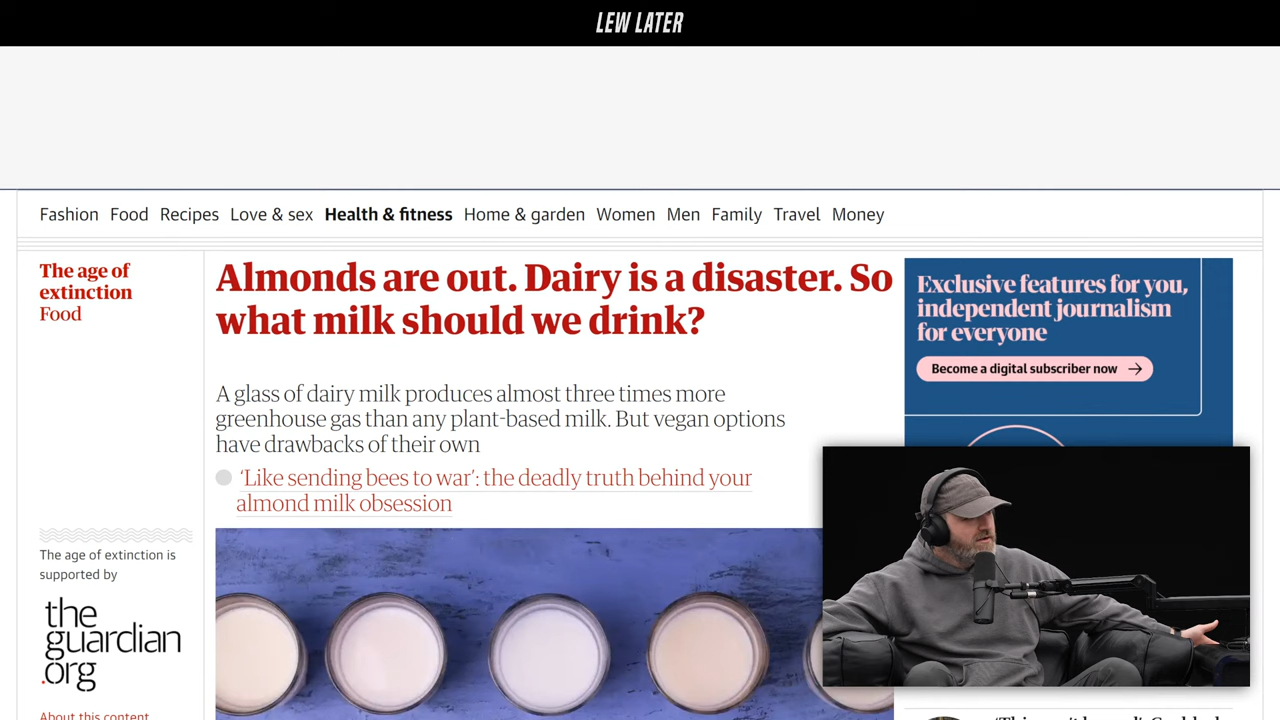 LEW LATER
Fashion Food Recipes Love & sex Health & fitness Home & garden Women Men Family Travel Money
The age of
extinction
Food
Almonds are out. Dairy is a disaster. So
what milk should we drink?
A glass of dairy milk produces almost three times more
greenhouse gas than any plant-based milk. But vegan options
have drawbacks of their own
‘Like sending bees to war’: the deadly truth behind your
almond milk obsession
Exclusive features for you,
independent journalism
for everyone
Become a digital subscriber now →
The age of extinction is
supported by
the
guardian
.org
About this content